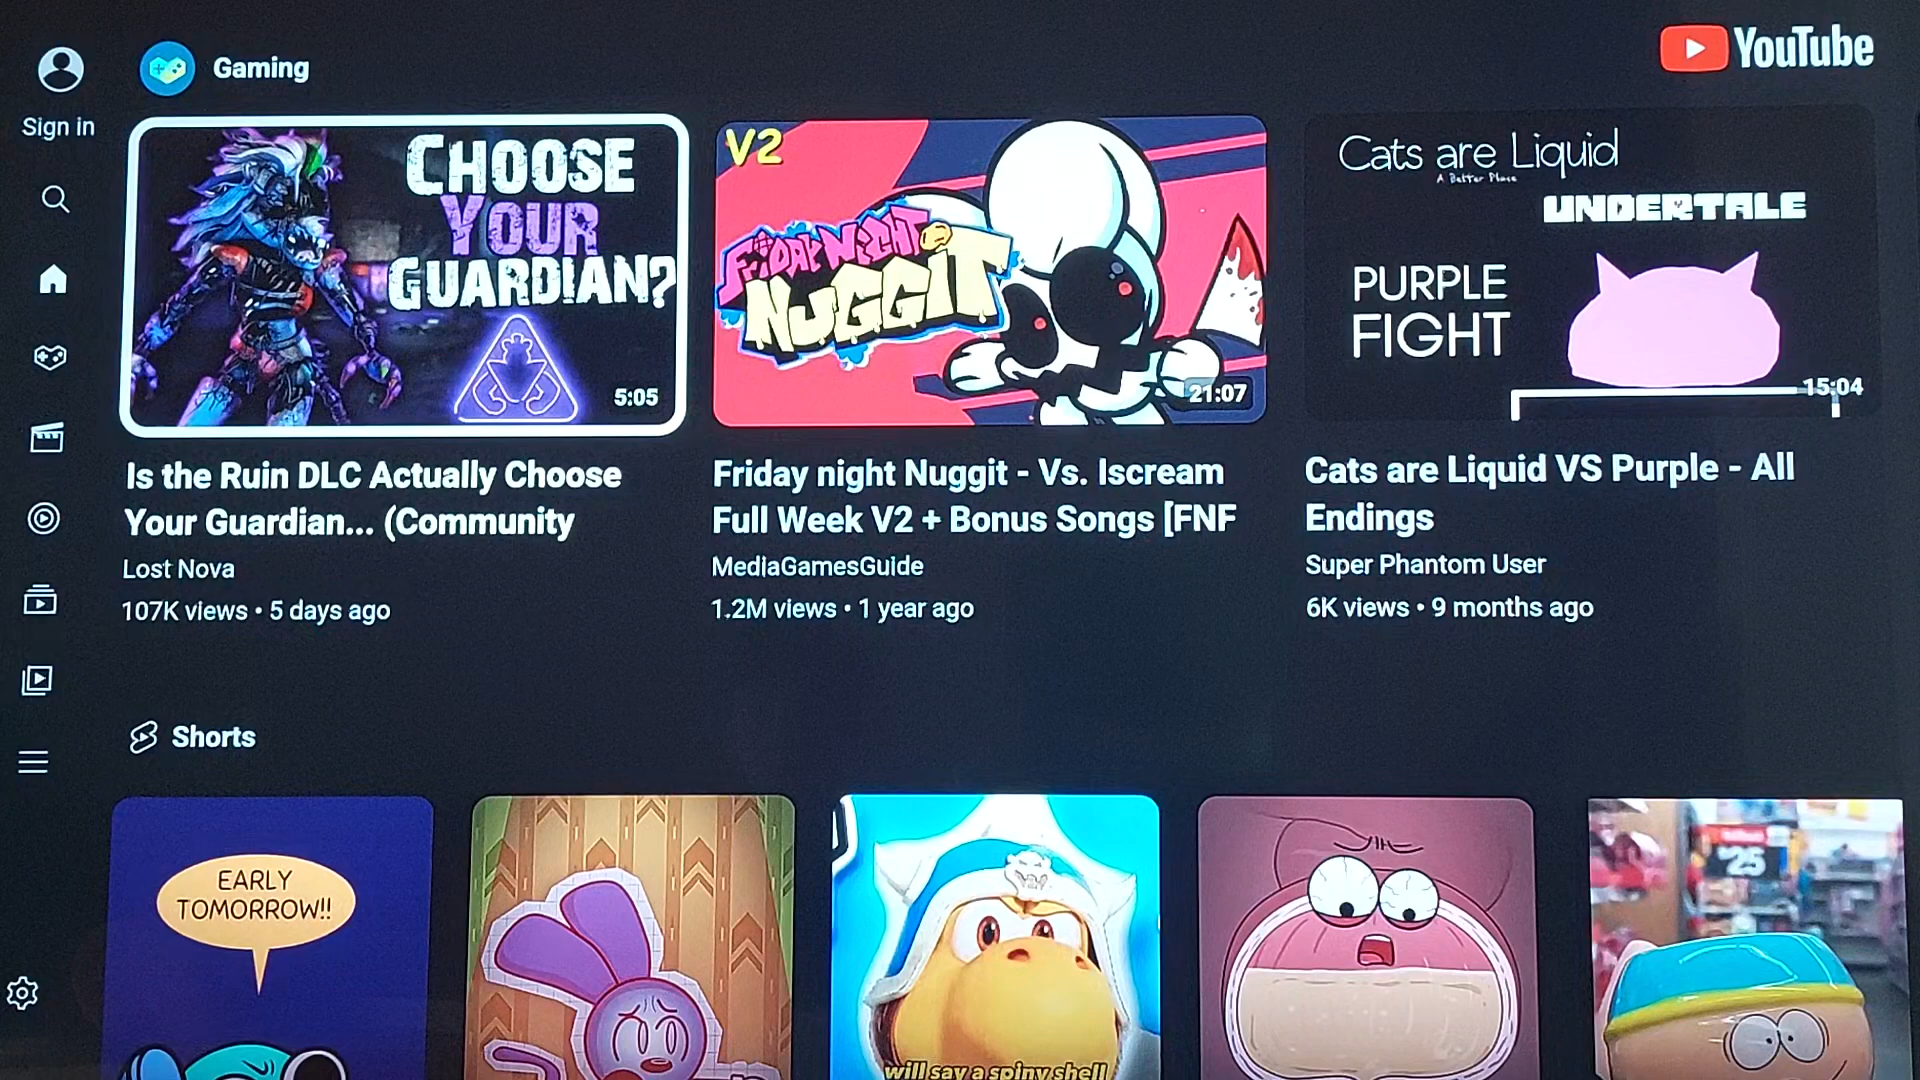 Gaming
YouTube
Sign in
CHOOSE
YOUR
GUARDIAN?
5:05
V2
FRIDAY NIGHT
NUGGIT
21:07
Cats are Liquid
A Better Place
UNDERTALE
PURPLE
FIGHT
15:04
Is the Ruin DLC Actually Choose
Your Guardian... (Community
Lost Nova
107K views • 5 days ago
Friday night Nuggit - Vs. Iscream
Full Week V2 + Bonus Songs [FNF
MediaGamesGuide
1.2M views • 1 year ago
Cats are Liquid VS Purple - All
Endings
Super Phantom User
6K views • 9 months ago
Shorts
EARLY
TOMORROW!!
will say a spiny shell
$25